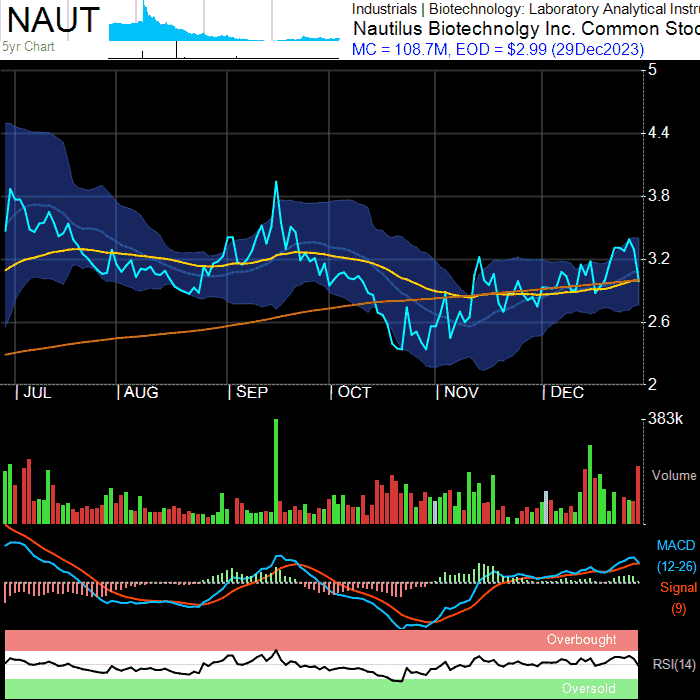 NAUT
5yr Chart
Industrials | Biotechnology: Laboratory Analytical Instru
Nautilus Biotechnolgy Inc. Common Stoc
MC = 108.7M, EOD = $2.99 (29Dec2023)
5
4.4
3.8
3.2
2.6
2
JUL AUG SEP OCT NOV DEC
383k
Volume
MACD
(12-26)
Signal
(9)
Overbought
RSI(14)
Oversold